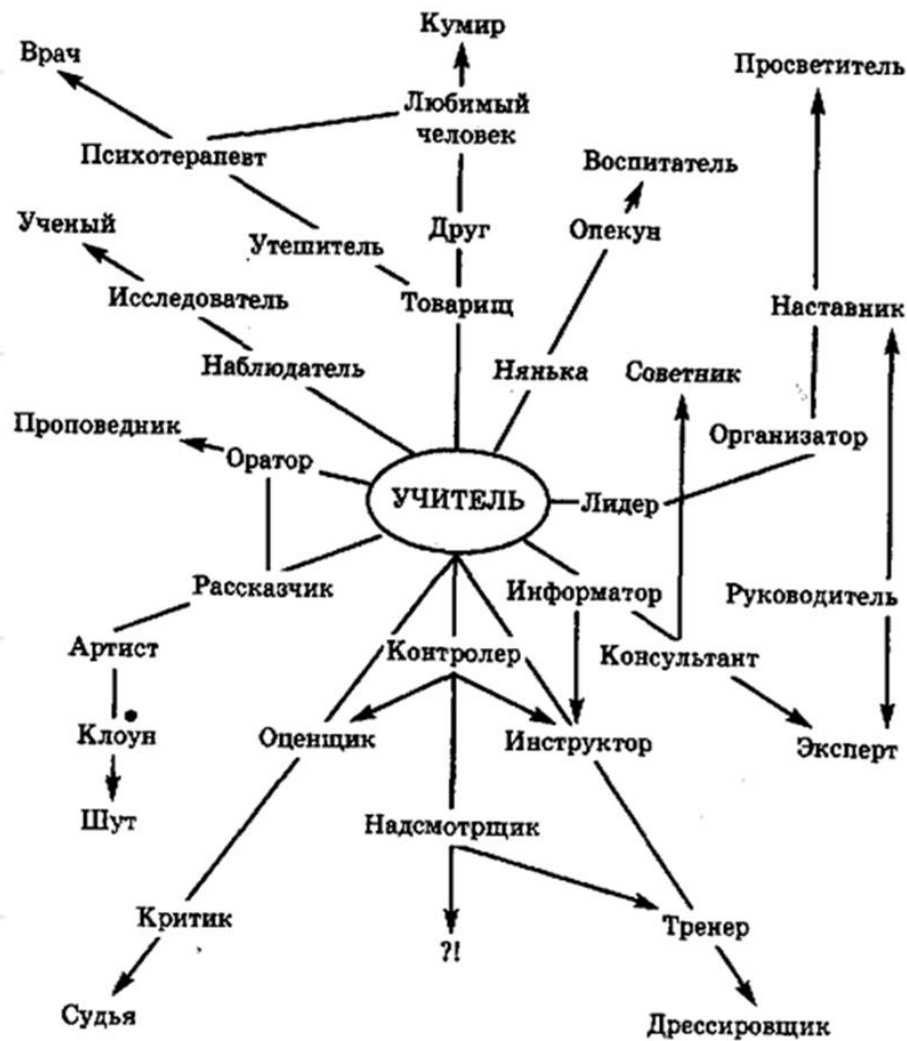 Кумир
Врач
Просветитель
Любимый
человек
Психотерапевт
Воспитатель
Ученый
Утешитель
Друг
Опекун
Исследователь
Товарищ
Наставник
Наблюдатель
Нянька
Советник
Проповедник
Оратор
Организатор
УЧИТЕЛЬ
Лидер
Рассказчик
Информатор
Руководитель
Артист
Контролер
Консультант
Клоун
Оценщик
Инструктор
Эксперт
Шут
Надсмотрщик
Критик
Тренер
?!
Судья
Дрессировщик